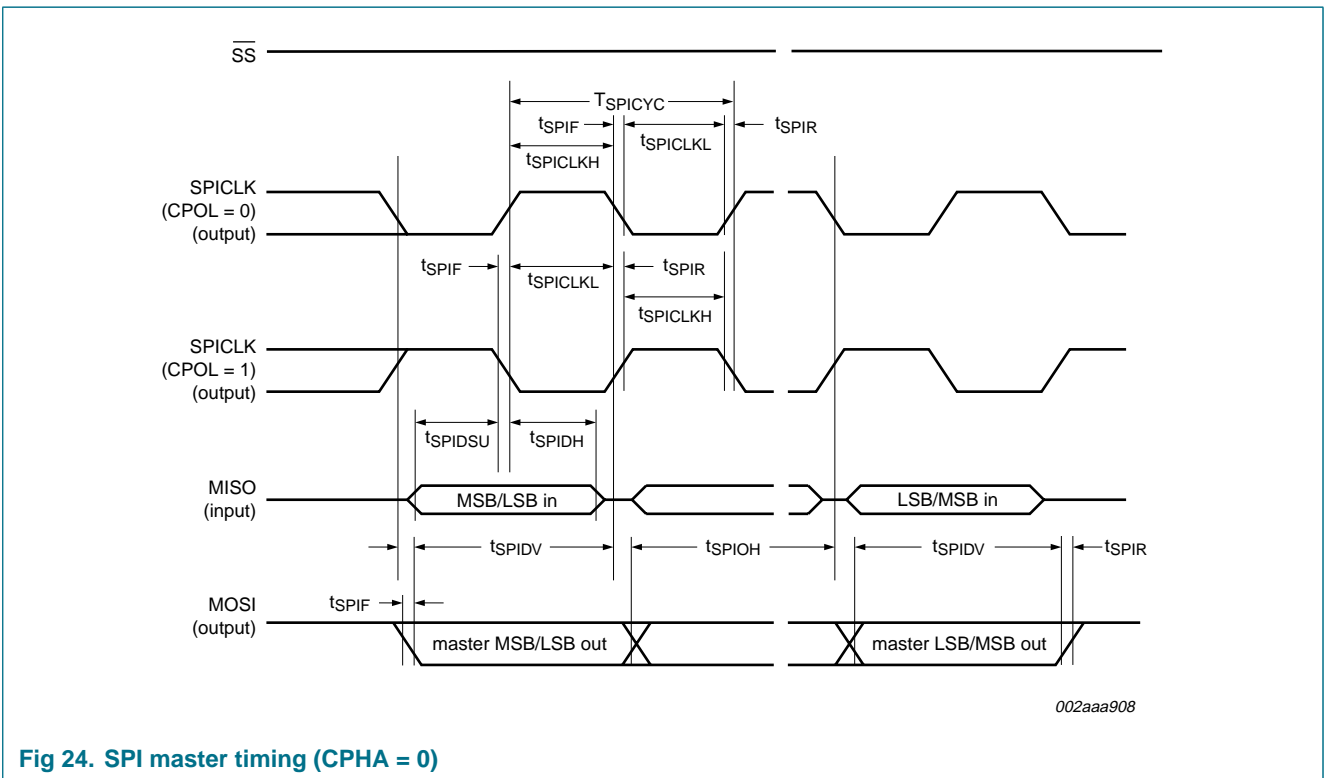 SS
TSPICYC
tSPIF
tSPICLKL
tSPIR
tSPICLKH
SPICLK
(CPOL = 0)
(output)
tSPIF
tSPICLKL
tSPIR
tSPICLKH
SPICLK
(CPOL = 1)
(output)
tSPIDSU
tSPIDH
MISO
(input)
MSB/LSB in
LSB/MSB in
tSPIDV
tSPIOH
tSPIDV
tSPIR
tSPIF
MOSI
(output)
master MSB/LSB out
master LSB/MSB out
002aaa908
Fig 24. SPI master timing (CPHA = 0)